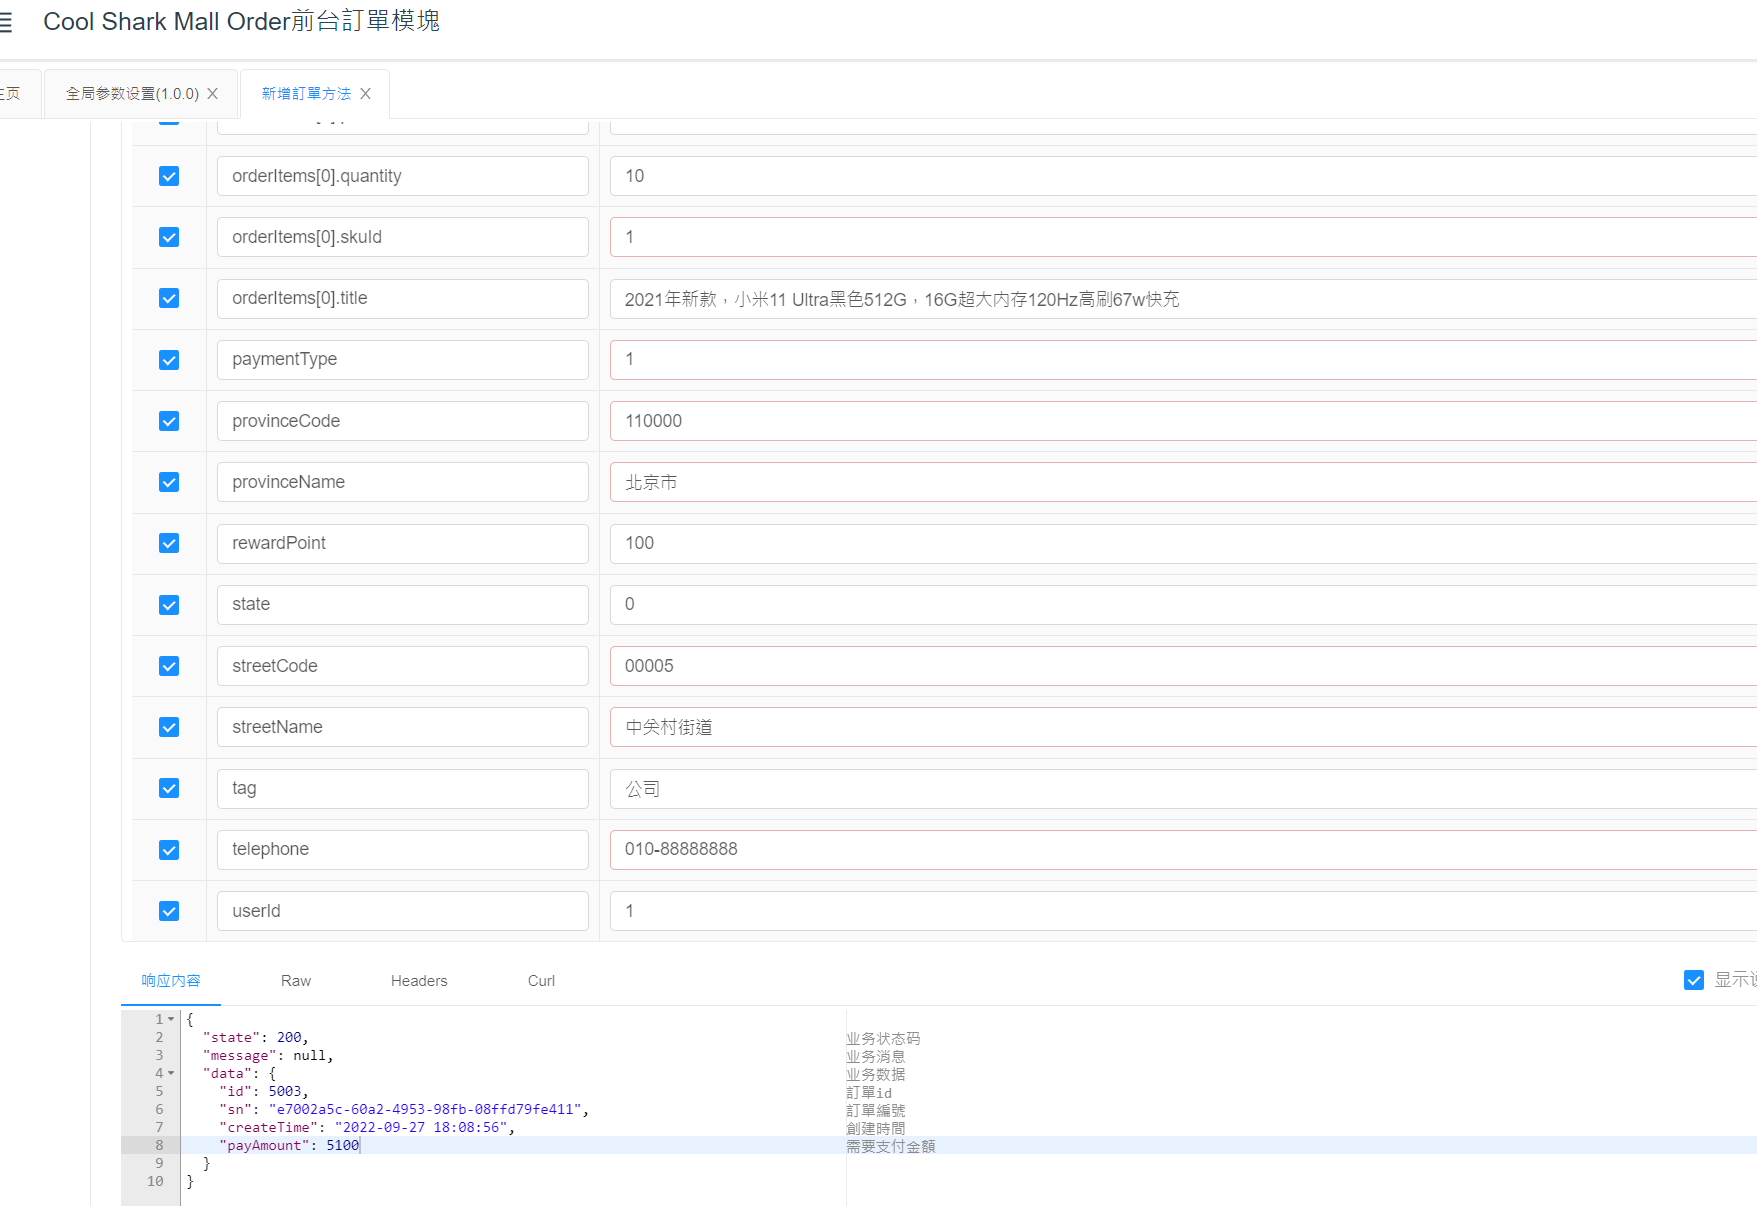 Cool Shark Mall Order前台訂單模塊
主页 全局参数设置(1.0.0) 新增訂單方法
orderItems[0].quantity 10
orderItems[0].skuId 1
orderItems[0].title 2021年新款，小米11 Ultra黑色512G，16G超大内存120Hz高刷67w快充
paymentType 1
provinceCode 110000
provinceName 北京市
rewardPoint 100
state 0
streetCode 00005
streetName 中关村街道
tag 公司
telephone 010-88888888
userId 1
响应内容 Raw Headers Curl 显示
1 {
2 "state": 200, 业务状态码
3 "message": null, 业务消息
4 "data": { 业务数据
5 "id": 5003, 訂單id
6 "sn": "e7002a5c-60a2-4953-98fb-08ffd79fe411", 訂單編號
7 "createTime": "2022-09-27 18:08:56", 創建時間
8 "payAmount": 5100 需要支付金額
9 }
10 }